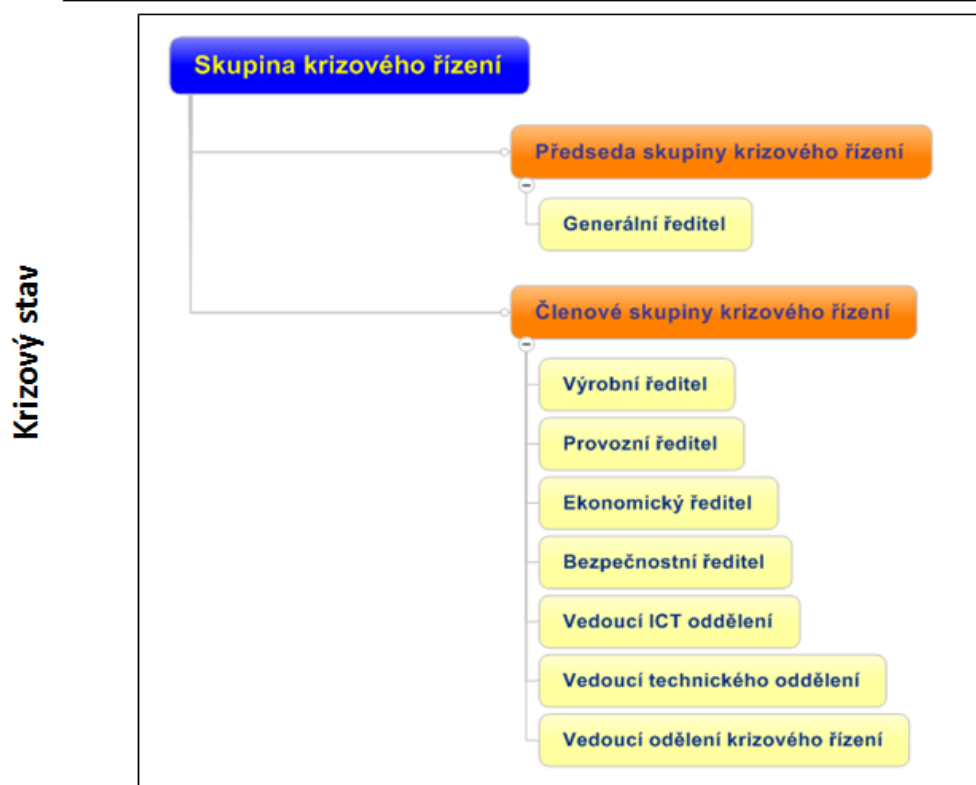 Krizový stav
Skupina krizového řízení
Předseda skupiny krizového řízení
Generální ředitel
Členové skupiny krizového řízení
Výrobní ředitel
Provozní ředitel
Ekonomický ředitel
Bezpečnostní ředitel
Vedoucí ICT oddělení
Vedoucí technického oddělení
Vedoucí odělení krizového řízení